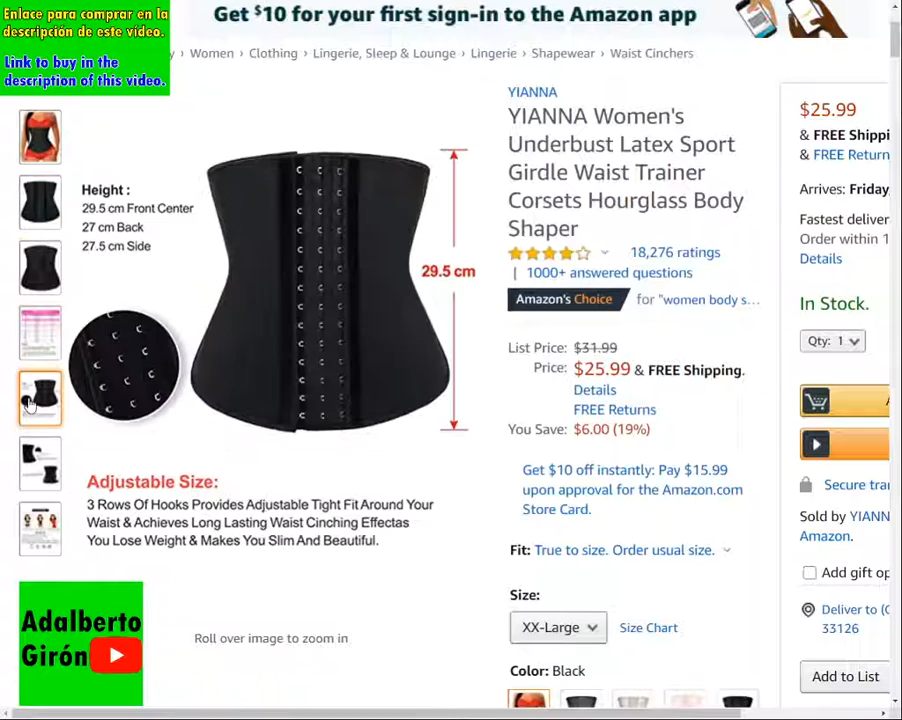 Enlace para comprar en la
descripción de este video.
Link to buy in the
description of this video.
Get $10 for your first sign-in to the Amazon app
› Women › Clothing › Lingerie, Sleep & Lounge › Lingerie › Shapewear › Waist Cinchers
YIANNA
YIANNA Women's
Underbust Latex Sport
Girdle Waist Trainer
Corsets Hourglass Body
Shaper
18,276 ratings
| 1000+ answered questions
Amazon's Choice for "women body s...
List Price: $31.99
Price: $25.99 & FREE Shipping.
Details
FREE Returns
You Save: $6.00 (19%)
Get $10 off instantly: Pay $15.99
upon approval for the Amazon.com
Store Card.
Fit: True to size. Order usual size.
Size:
XX-Large
Size Chart
Color: Black
Height :
29.5 cm Front Center
27 cm Back
27.5 cm Side
29.5 cm
Adjustable Size:
3 Rows Of Hooks Provides Adjustable Tight Fit Around Your
Waist & Achieves Long Lasting Waist Cinching Effectas
You Lose Weight & Makes You Slim And Beautiful.
Adalberto
Girón
Roll over image to zoom in
$25.99
& FREE Shippi
& FREE Return
Arrives: Friday,
Fastest deliver
Order within 1
Details
In Stock.
Qty: 1
Secure tra
Sold by YIANN
Amazon.
Add gift op
Deliver to (
33126
Add to List